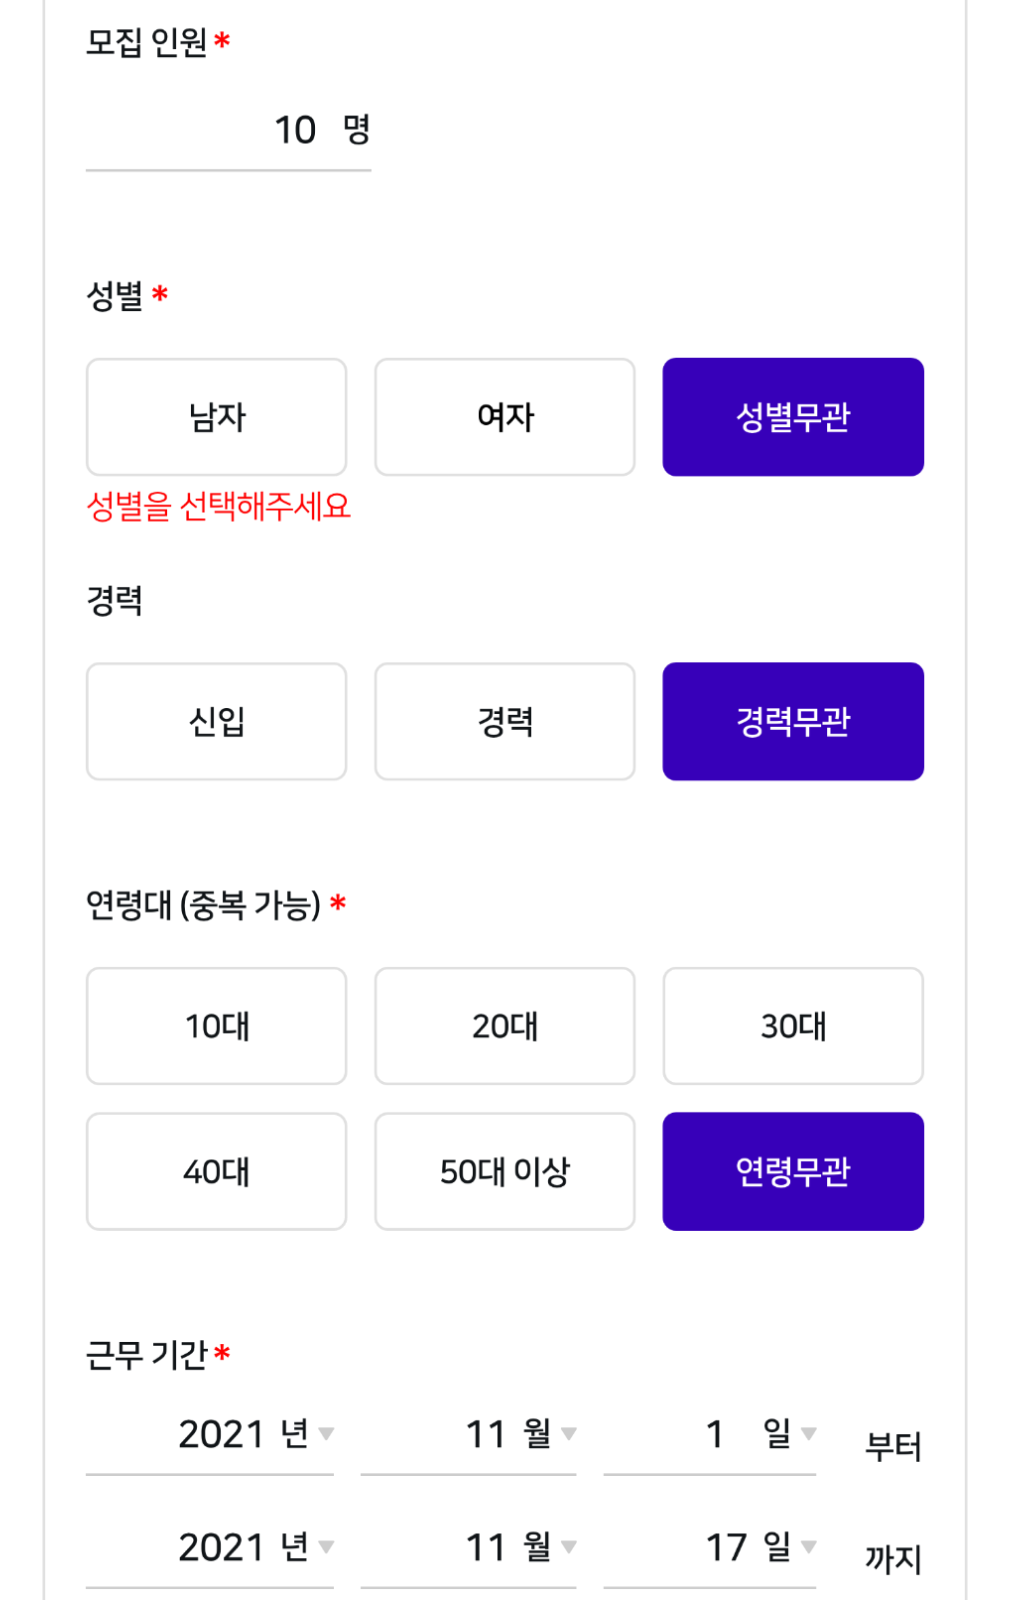 모집 인원*
10 명
성별 *
남자 여자 성별무관
성별을 선택해주세요
경력
신입 경력 경력무관
연령대 (중복 가능) *
10대 20대 30대
40대 50대 이상 연령무관
근무 기간*
2021 년 11 월 1 일 부터
2021 년 11 월 17 일 까지